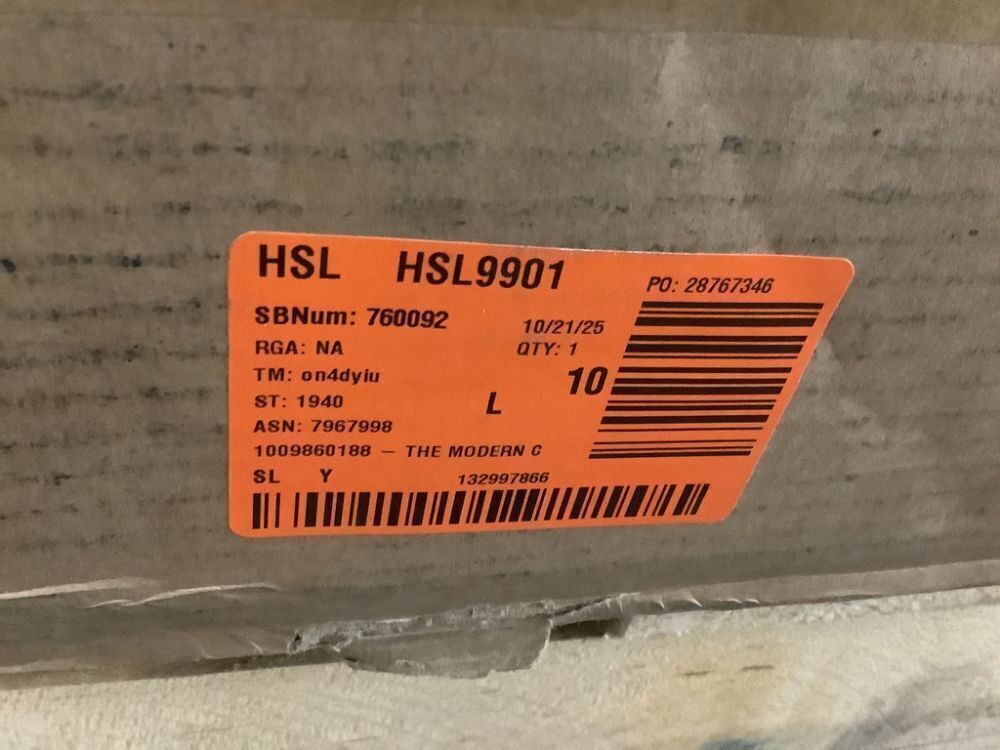 HSL HSL9901
PO: 28767346
SBNum: 760092
10/21/25
RGA: NA
QTY: 1
TM: on4dyiu
10
ST: 1940
L
ASN: 7967998
1009860188 — THE MODERN C
SL Y 132997866